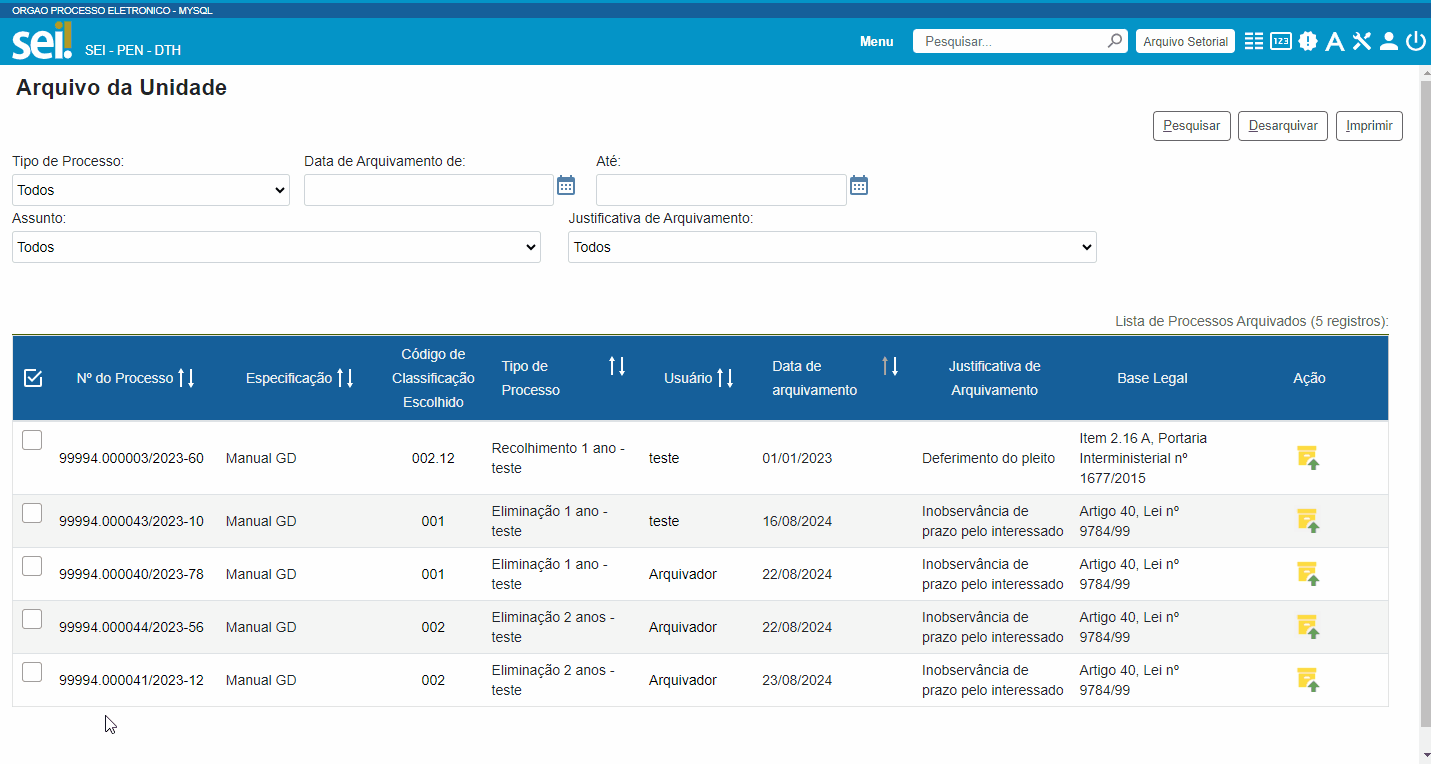 ORGAO PROCESSO ELETRONICO - MYSQL
sei!
SEI - PEN - DTH
Menu
Pesquisar...
Arquivo Setorial
123
Arquivo da Unidade
Pesquisar
Desarquivar
Imprimir
Tipo de Processo:
Data de Arquivamento de:
Até:
Todos
Assunto:
Justificativa de Arquivamento:
Todos
Todos
Lista de Processos Arquivados (5 registros):
Nº do Processo
Especificação
Código de
Classificação
Escolhido
Tipo de
Processo
Usuário
Data de
arquivamento
Justificativa de
Arquivamento
Base Legal
Ação
99994.000003/2023-60
Manual GD
002.12
Recolhimento 1 ano -
teste
teste
01/01/2023
Deferimento do pleito
Item 2.16 A, Portaria
Interministerial nº
1677/2015
99994.000043/2023-10
Manual GD
001
Eliminação 1 ano -
teste
teste
16/08/2024
Inobservância de
prazo pelo interessado
Artigo 40, Lei nº
9784/99
99994.000040/2023-78
Manual GD
001
Eliminação 1 ano -
teste
Arquivador
22/08/2024
Inobservância de
prazo pelo interessado
Artigo 40, Lei nº
9784/99
99994.000044/2023-56
Manual GD
002
Eliminação 2 anos -
teste
Arquivador
22/08/2024
Inobservância de
prazo pelo interessado
Artigo 40, Lei nº
9784/99
99994.000041/2023-12
Manual GD
002
Eliminação 2 anos -
teste
Arquivador
23/08/2024
Inobservância de
prazo pelo interessado
Artigo 40, Lei nº
9784/99